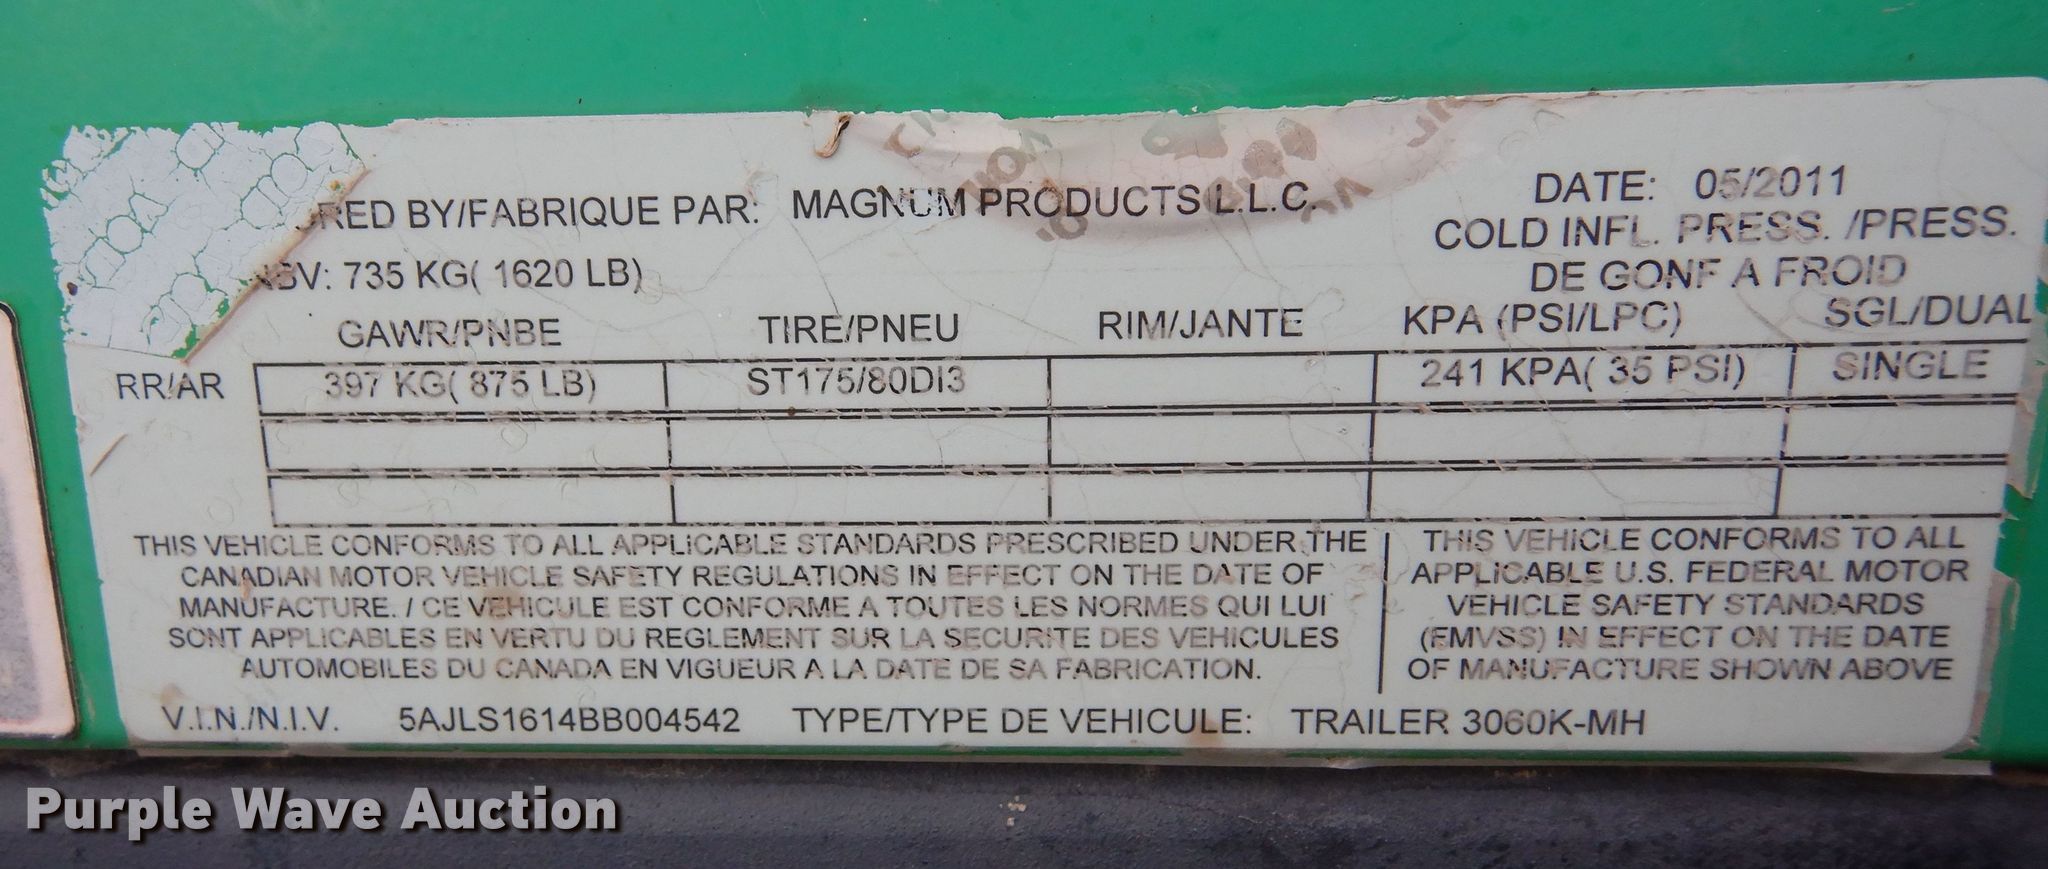 RED BY/FABRIQUE PAR: MAGNUM PRODUCTS L.L.C. DATE: 05/2011
COLD INFL. PRESS. /PRESS.
735 KG( 1620 LB) DE GONF A FROID
GAWR/PNBE TIRE/PNEU RIM/JANTE KPA (PSI/LPC) SGL/DUAL
RR/AR 397 KG( 875 LB) ST175/80DI3 241 KPA( 35 PSI) SINGLE
THIS VEHICLE CONFORMS TO ALL APPLICABLE STANDARDS PRESCRIBED UNDER THE
CANADIAN MOTOR VEHICLE SAFETY REGULATIONS IN EFFECT ON THE DATE OF
MANUFACTURE. / CE VEHICULE EST CONFORME A TOUTES LES NORMES QUI LUI
SONT APPLICABLES EN VERTU DU REGLEMENT SUR LA SECURITE DES VEHICULES
AUTOMOBILES DU CANADA EN VIGUEUR A LA DATE DE SA FABRICATION.
THIS VEHICLE CONFORMS TO ALL
APPLICABLE U.S. FEDERAL MOTOR
VEHICLE SAFETY STANDARDS
(FMVSS) IN EFFECT ON THE DATE
OF MANUFACTURE SHOWN ABOVE
V.I.N./N.I.V. 5AJLS1614BB004542 TYPE/TYPE DE VEHICULE: TRAILER 3060K-MH
Purple Wave Auction